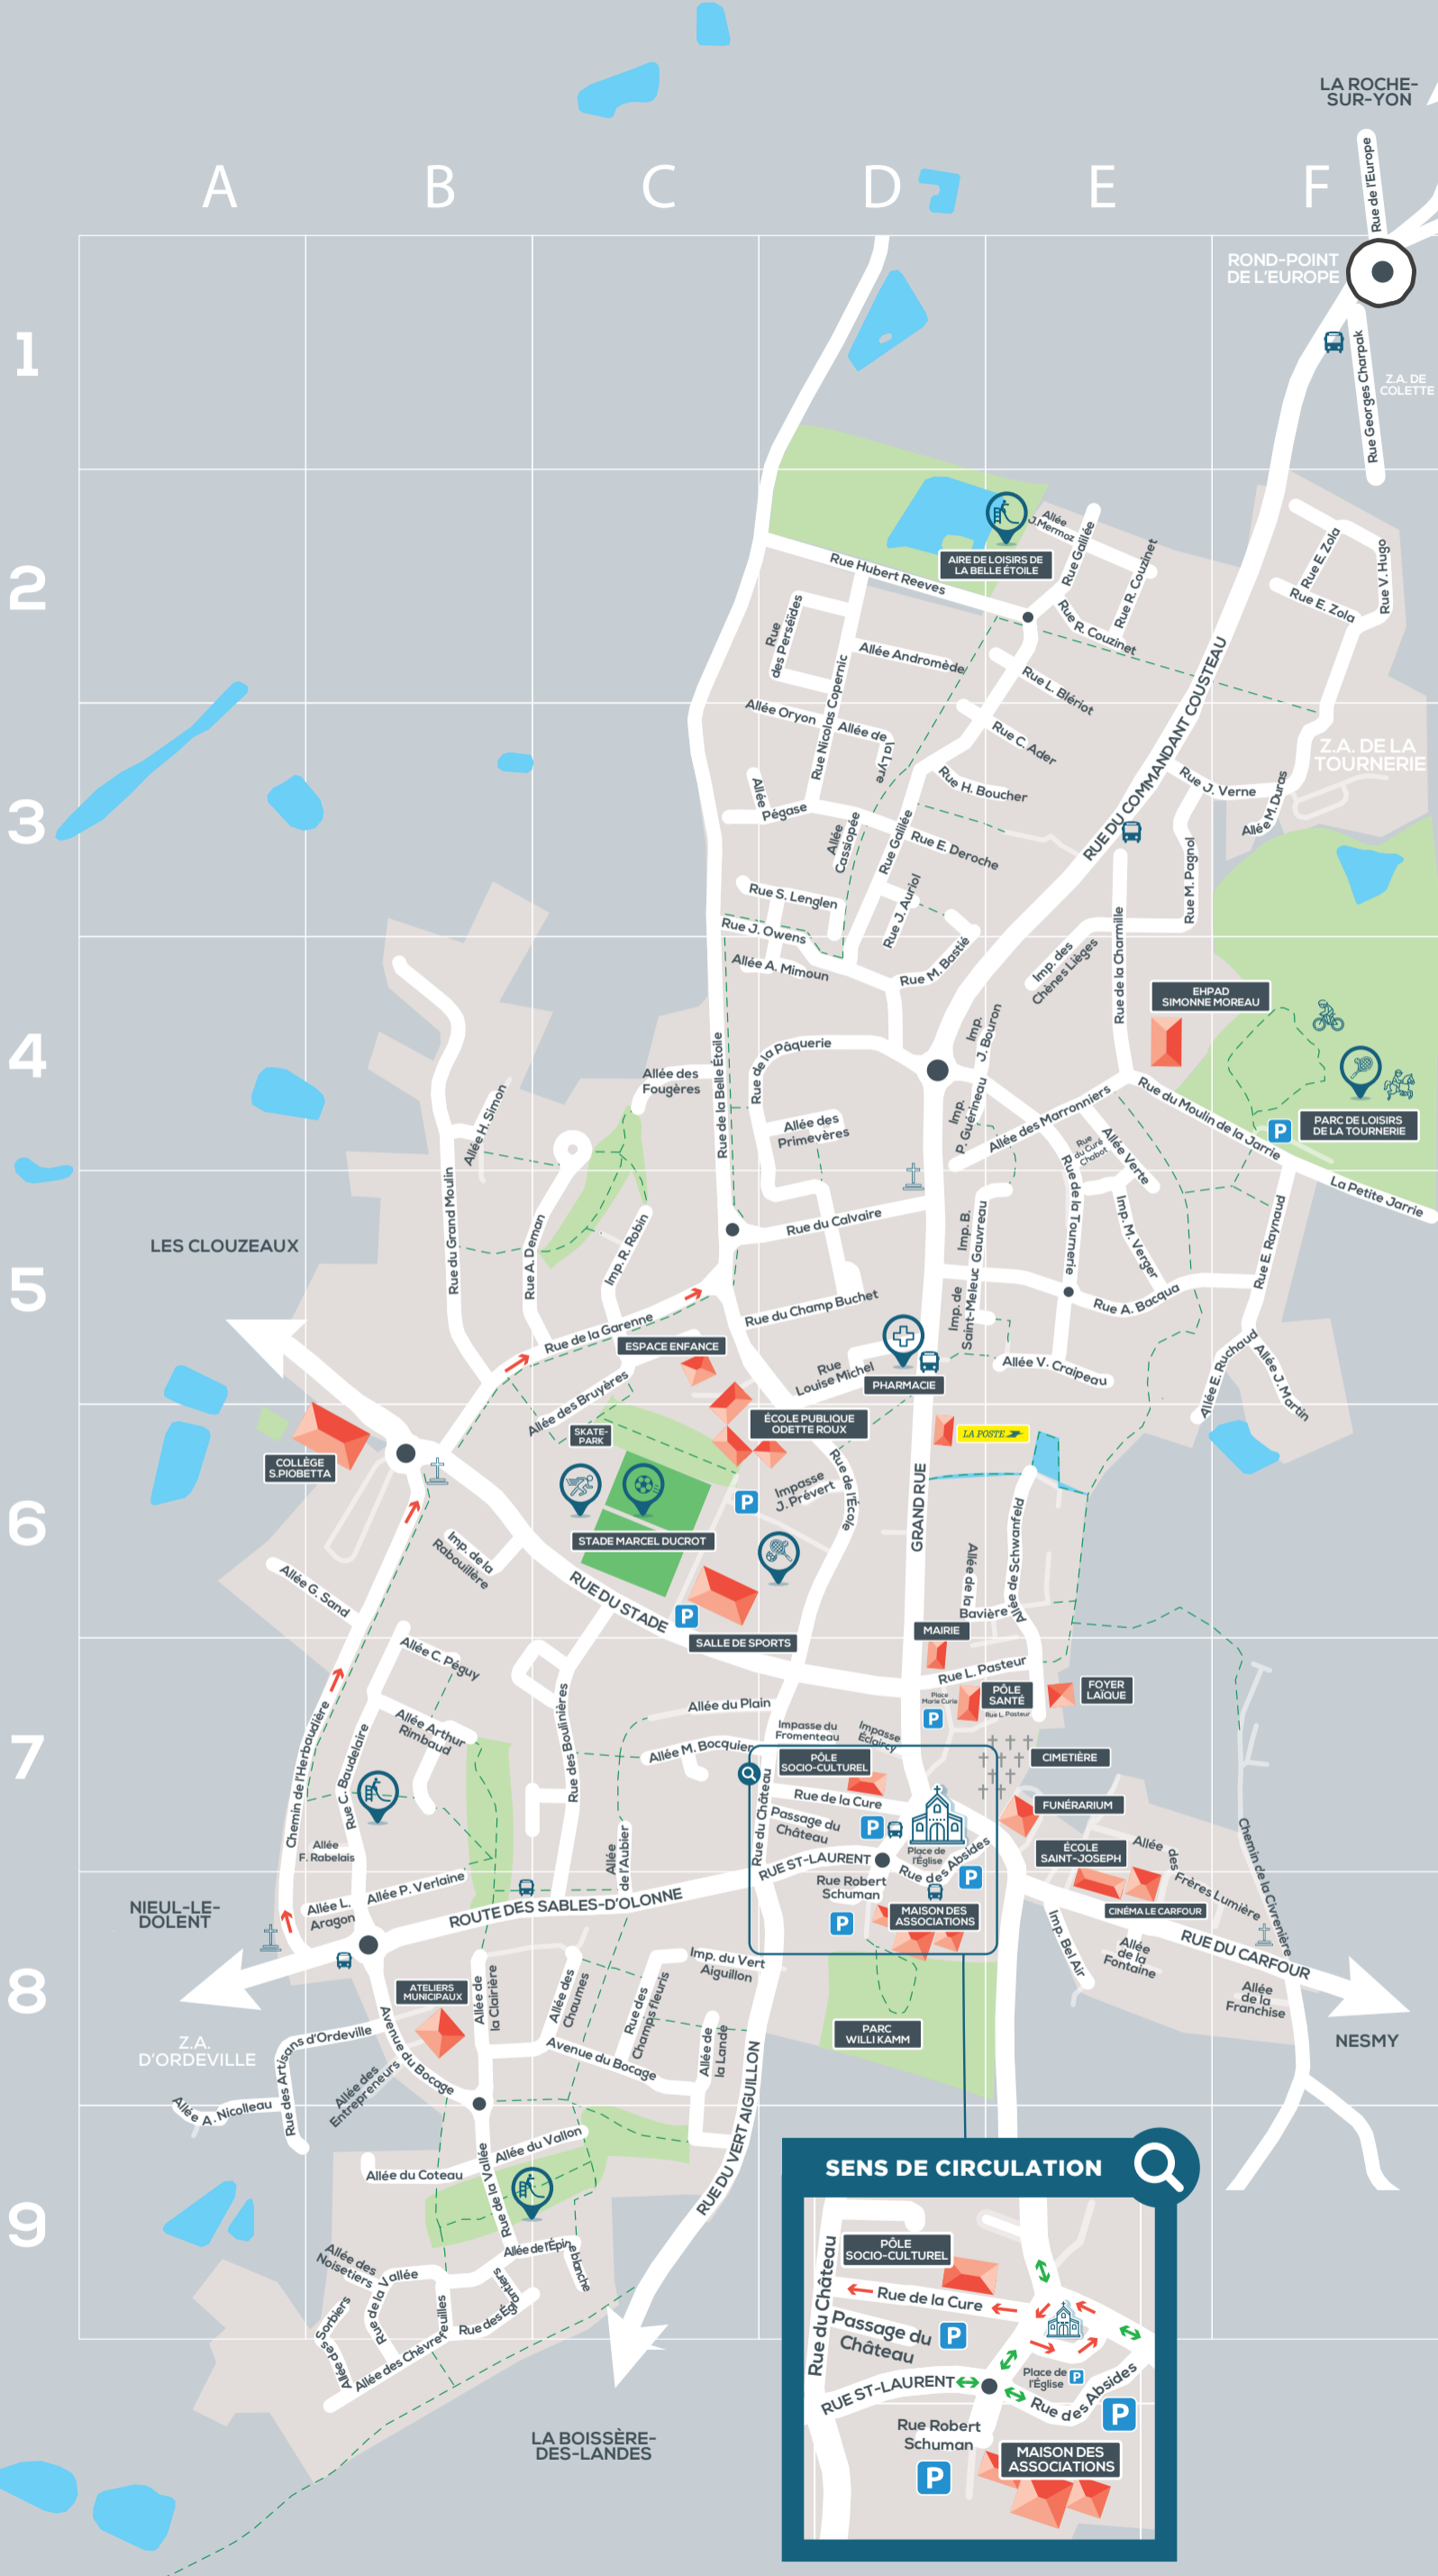 LA ROCHE-
SUR-YON
Rue de l'Europe
A
B
C
D
E
F
ROND-POINT
DE L'EUROPE
1
Rue Georges Charpak
Z.A. DE
COLETTE
2
Allée
J.Mermoz
Rue Galilée
Rue R. Couzinet
AIRE DE LOISIRS DE
LA BELLE ÉTOILE
Rue Hubert Reeves
Rue R. Couzinet
Rue E. Zola
Rue E. Zola
Rue V. Hugo
Rue
des Perséides
Allée Andromède
Rue L. Blériot
Rue Nicolas Copernic
Allée Oryon
Allée de
la Lyre
Rue C. Ader
RUE DU COMMANDANT COUSTEAU
Z.A. DE LA
TOURNERIE
3
Allée
Pégase
Rue H. Boucher
Rue J. Verne
Allée M. Duras
Allée
Cassiopée
Rue Galilée
Rue E. Deroche
Rue M. Pagnol
Rue S. Lenglen
Rue J. Auriol
Rue J. Owens
Allée A. Mimoun
Rue M. Bastié
Imp. des
Chènes Lièges
Rue de la Charmille
EHPAD
SIMONNE MOREAU
4
Imp.
J. Bouron
Rue de la Pâquerie
Rue de la Belle Étoile
Allée des
Fougères
Imp.
P. Guérineau
Allée des Marronniers
Rue du Moulin de la Jarrie
P
PARC DE LOISIRS
DE LA TOURNERIE
Allée H. Simon
Allée des
Primevères
Rue
du Curé
Chabot
Allée Verte
La Petite Jarrie
LES CLOUZEAUX
Rue du Grand Moulin
Rue A. Deman
Imp. R. Robin
Rue du Calvaire
Imp. B.
Gauvreau
Rue de la Tournerie
Imp. M. Verger
Rue E. Raynaud
5
Rue A. Bacqua
Rue du Champ Buchet
Imp. de
Saint-Meleuc
Rue de la Garenne
ESPACE ENFANCE
Rue
Louise Michel
PHARMACIE
Allée V. Craipeau
Allée E. Ruchaud
Allée J. Martin
Allée des Bruyères
SKATE-
PARK
ÉCOLE PUBLIQUE
ODETTE ROUX
LA POSTE
COLLÈGE
S.PIOBETTA
6
Impasse
J. Prévert
Rue de l'École
P
GRAND RUE
Allée de Schwanfeld
STADE MARCEL DUCROT
Imp. de la
Rabouillère
Allée G. Sand
RUE DU STADE
P
SALLE DE SPORTS
Allée de la
Bavière
MAIRIE
Allée C. Péguy
Rue L. Pasteur
Place
Marie Curie
P
PÔLE
SANTÉ
Rue L. Pasteur
FOYER
LAÏQUE
7
Chemin de l'Herbaudière
Rue C. Baudelaire
Allée Arthur
Rimbaud
Rue des Boulinières
Allée du Plain
Allée M. Bocquier
Impasse du
Fromenteau
Impasse
Éclaircy
PÔLE
SOCIO-CULTUREL
CIMETIÈRE
Rue du Château
Rue de la Cure
Passage du
Château
P
FUNÉRARIUM
Allée
F. Rabelais
Allée
de l'Aubier
RUE ST-LAURENT
Place de
l'Église
Rue des Absides
P
ÉCOLE
SAINT-JOSEPH
Allée des
Frères Lumière
Chemin de la Civrenière
NIEUL-LE-
DOLENT
Allée L.
Aragon
Allée P. Verlaine
ROUTE DES SABLES-D'OLONNE
Rue Robert
Schuman
P
MAISON DES
ASSOCIATIONS
CINÉMA LE CARFOUR
8
Imp. Bel Air
Allée
de la
Fontaine
RUE DU CARFOUR
Allée
de la
Franchise
NESMY
Imp. du Vert
Aiguillon
ATELIERS
MUNICIPAUX
Allée de
la Clairière
Allée des
Chaumes
Rue des
Champs fleuris
Allée de
la Lande
PARC
WILLI KAMM
Z.A.
D'ORDEVILLE
Rue des Artisans d'Ordeville
Avenue du Bocage
Avenue du Bocage
Allée des
Entrepreneurs
Allée A. Nicolleau
RUE DU VERT AIGUILLON
9
Allée du Coteau
Allée du Vallon
Rue de la Vallée
Allée de l'Épine blanche
Allée des
Noisetiers
Rue de la Vallée
Allée des Sorbiers
Allée des Chèvrefeuilles
Rue des Églantiers
LA BOISSÈRE-
DES-LANDES
SENS DE CIRCULATION
PÔLE
SOCIO-CULTUREL
Rue du Château
Rue de la Cure
Passage du
Château
P
Place de
l'Église
P
RUE ST-LAURENT
Rue des Absides
P
Rue Robert
Schuman
P
MAISON DES
ASSOCIATIONS